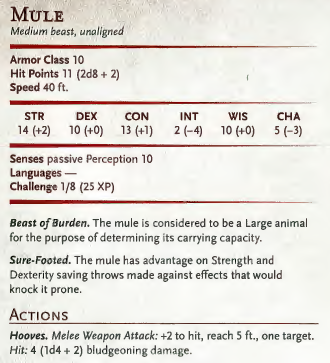 MULE
Medium beast, unaligned
Armor Class 10
Hit Points 11 (2d8 + 2)
Speed 40 ft.
STR DEX CON INT WIS CHA
14 (+2) 10 (+0) 13 (+1) 2 (−4) 10 (+0) 5 (−3)
Senses passive Perception 10
Languages —
Challenge 1/8 (25 XP)
Beast of Burden. The mule is considered to be a Large animal
for the purpose of determining its carrying capacity.
Sure-Footed. The mule has advantage on Strength and
Dexterity saving throws made against effects that would
knock it prone.
ACTIONS
Hooves. Melee Weapon Attack: +2 to hit, reach 5 ft., one target.
Hit: 4 (1d4 + 2) bludgeoning damage.